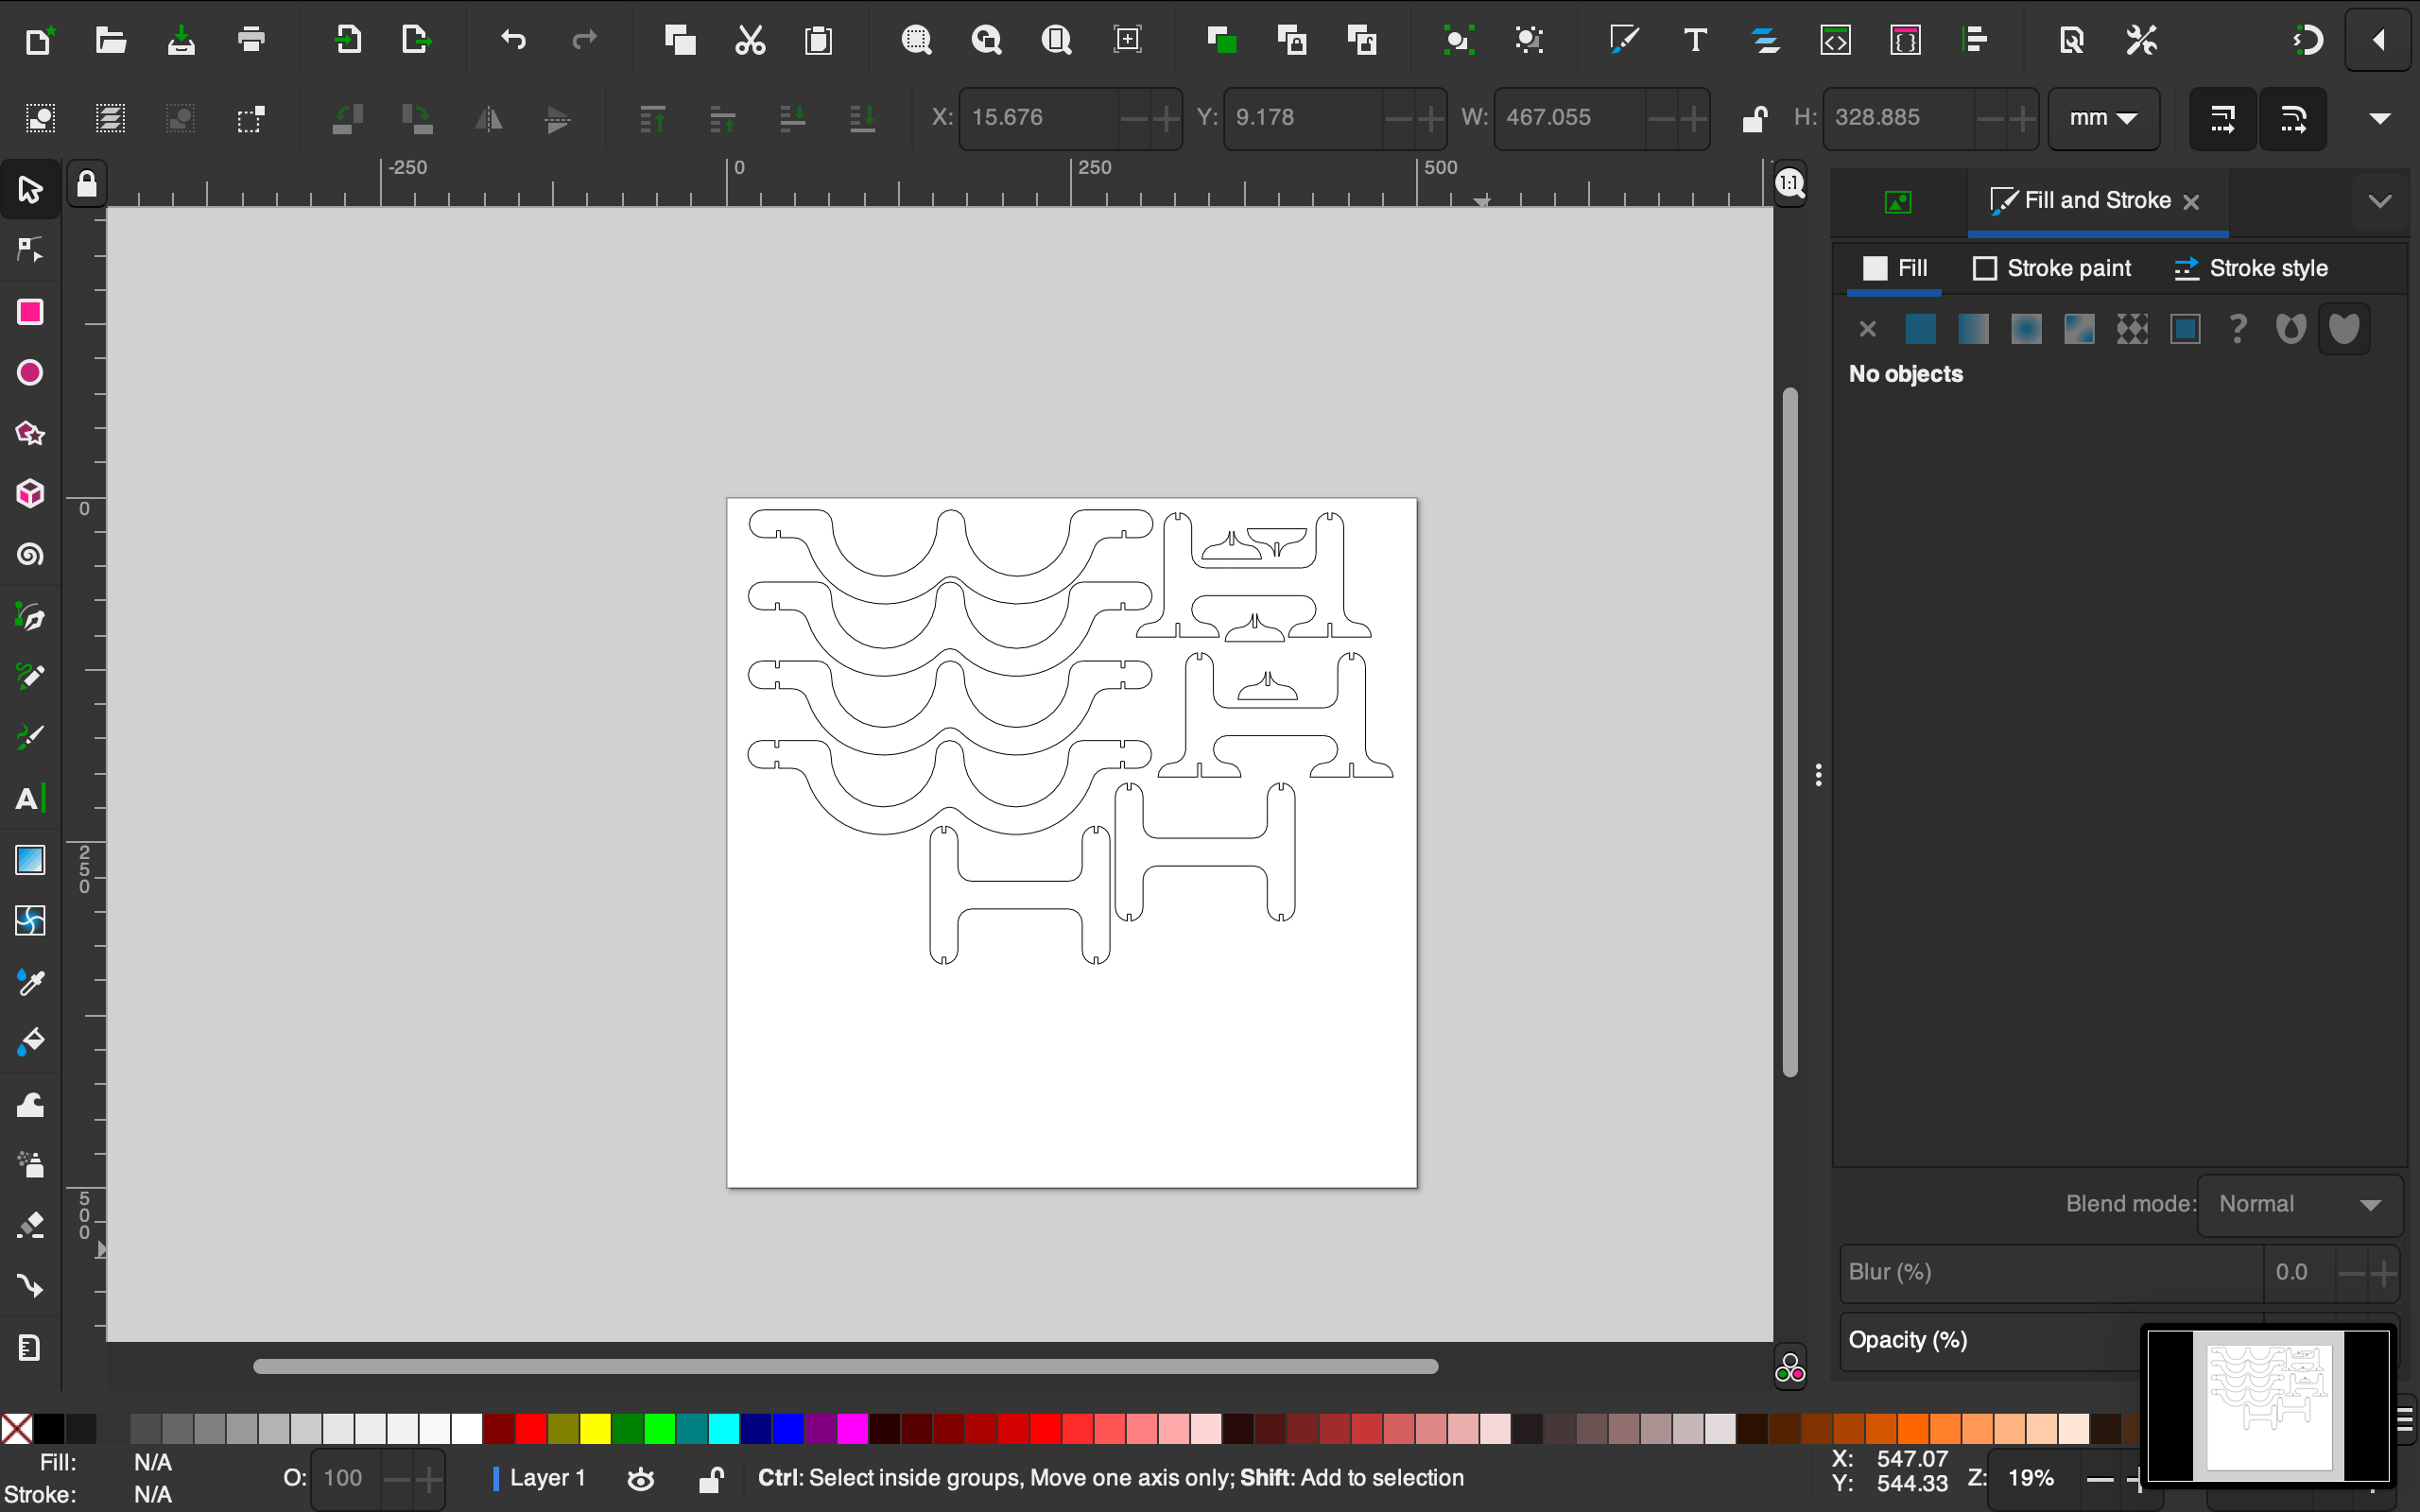 X: 15.676
Y: 9.178
W: 467.055
H: 328.885
mm
-250
0
250
500
1:1
Fill and Stroke
Fill
Stroke paint
Stroke style
?
No objects
0
250
500
A
Blend mode: Normal
Blur (%) 0.0
Opacity (%)
Fill: N/A
Stroke: N/A
O: 100
Layer 1
Ctrl: Select inside groups, Move one axis only; Shift: Add to selection
X: 547.07
Y: 544.33
Z: 19%